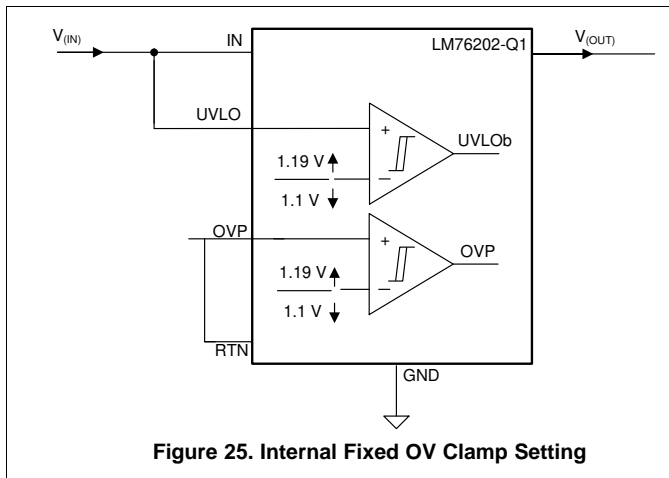 V(IN)
IN
LM76202-Q1
V(OUT)
UVLO
+
UVLOb
1.19 V
–
1.1 V
OVP
+
OVP
1.19 V
–
1.1 V
RTN
GND
Figure 25. Internal Fixed OV Clamp Setting